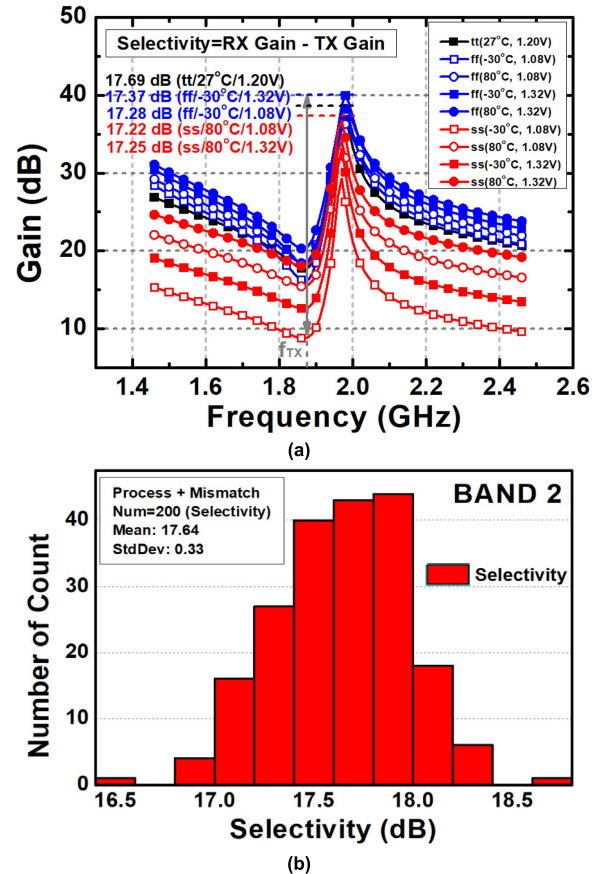 (a)
Selectivity=RX Gain - TX Gain
17.69 dB (tt/27°C/1.20V)
17.37 dB (ff/-30°C/1.32V)
17.28 dB (ff/-30°C/1.08V)
17.22 dB (ss/80°C/1.08V)
17.25 dB (ss/80°C/1.32V)
tt(27°C, 1.20V)
ff(-30°C, 1.08V)
ff(80°C, 1.08V)
ff(-30°C, 1.32V)
ff(80°C, 1.32V)
ss(-30°C, 1.08V)
ss(80°C, 1.08V)
ss(-30°C, 1.32V)
ss(80°C, 1.32V)
50
40
30
20
10
Gain (dB)
fTX
1.4 1.6 1.8 2.0 2.2 2.4 2.6
Frequency (GHz)
(a)
Process + Mismatch
Num=200 (Selectivity)
Mean: 17.64
StdDev: 0.33
BAND 2
Selectivity
40
30
20
10
0
Number of Count
16.5 17.0 17.5 18.0 18.5
Selectivity (dB)
(b)